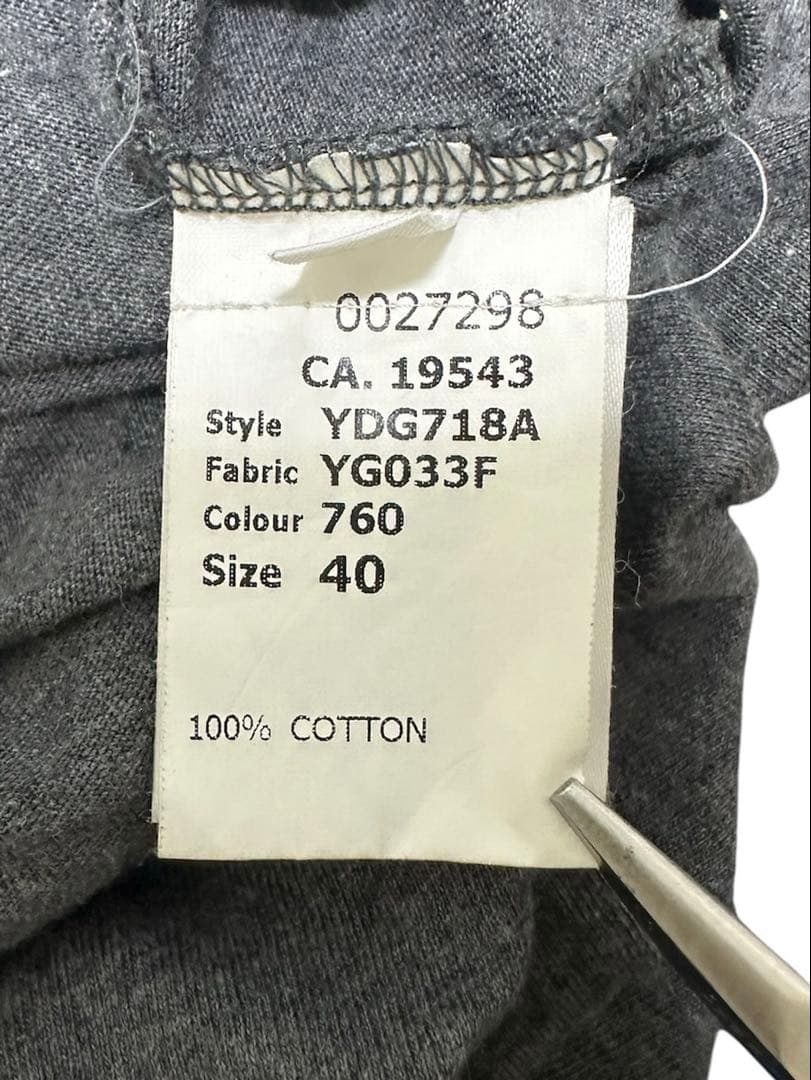 0027298
CA. 19543
Style YDG718A
Fabric YG033F
Colour 760
Size 40
100% COTTON